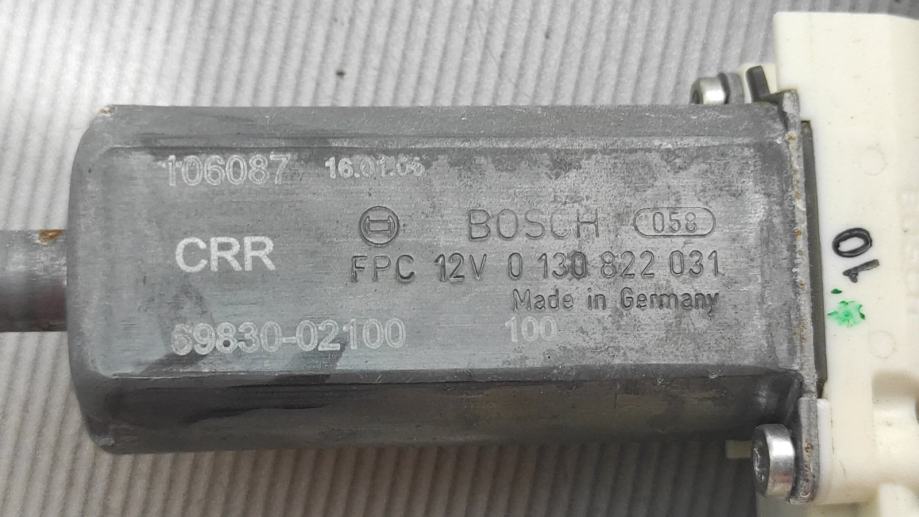 106087 16.01.06
BOSCH 058
CRR
FPC 12V 0 130 822 031
Made in Germany
69830-02100 100
10